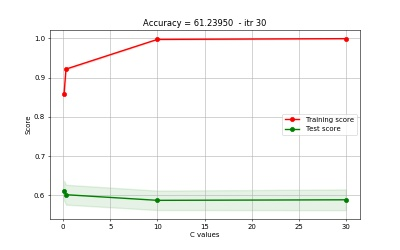 Accuracy = 61.23950 - itr 30
1.0
0.9
0.8
0.7
0.6
Score
Training score
Test score
0
5
10
15
20
25
30
C values